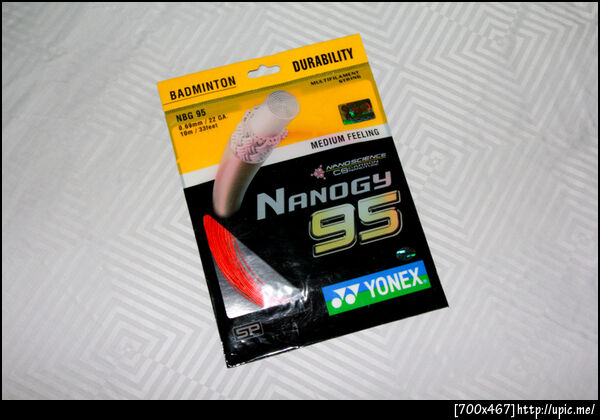 BADMINTON
DURABILITY
MULTIFILAMENT
STRING
NBG 95
0.69mm / 22 GA.
10m / 33feet
MEDIUM FEELING
NANOSCIENCE
NANOGY
95
YONEX
SP
[700x467]http://upic.me/